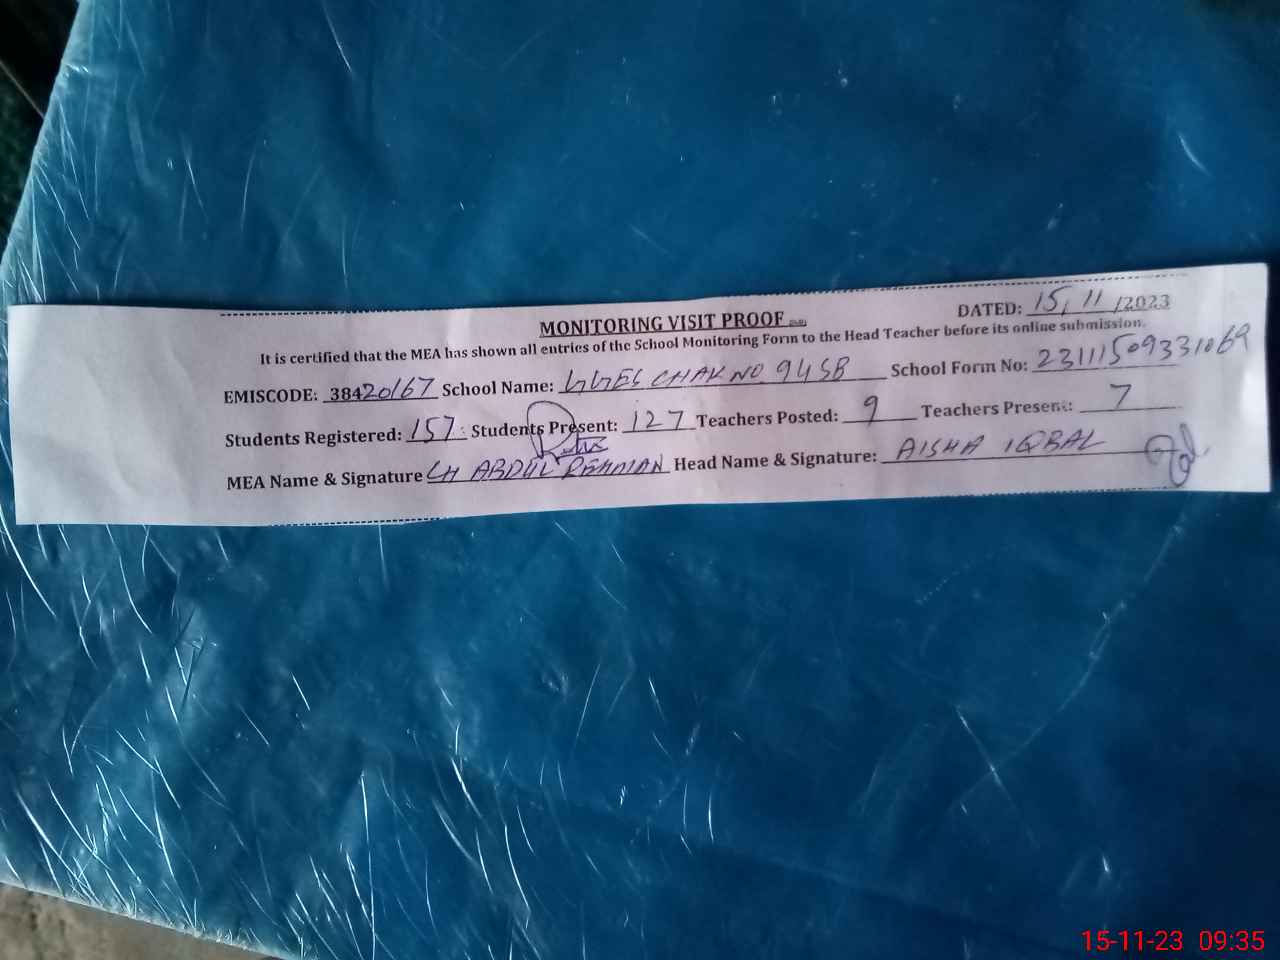 DATED: 15/11/2023
MONITORING VISIT PROOF
It is certified that the MEA has shown all entries of the School Monitoring Form to the Head Teacher before its online submission.
EMISCODE: 38420167 School Name: GGES CHAK NO 94 SB School Form No: 23111509331069
Students Registered: 157 Students Present: 127 Teachers Posted: 9 Teachers Present: 7
MEA Name & Signature CH ABDUL REHMAN Head Name & Signature: AISHA IQBAL
15-11-23 09:35